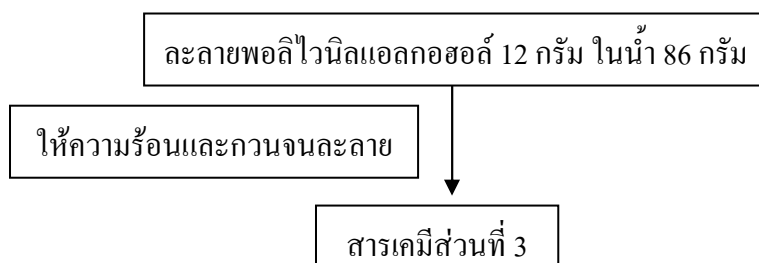 ละลายพอลิไวนิลแอลกอฮอล์ 12 กรัม ในน้ำ 86 กรัม
ให้ความร้อนและกวนจนละลาย
สารเคมีส่วนที่ 3